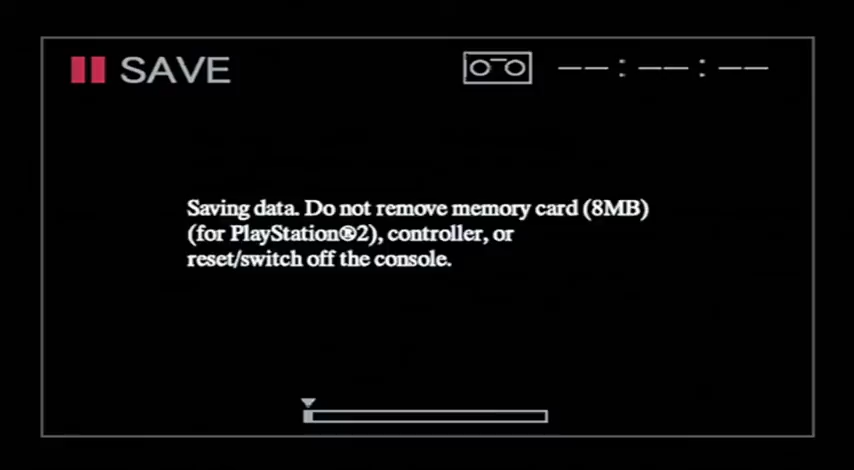 SAVE
--:--:--
Saving data. Do not remove memory card (8MB)
(for PlayStation®2), controller, or
reset/switch off the console.